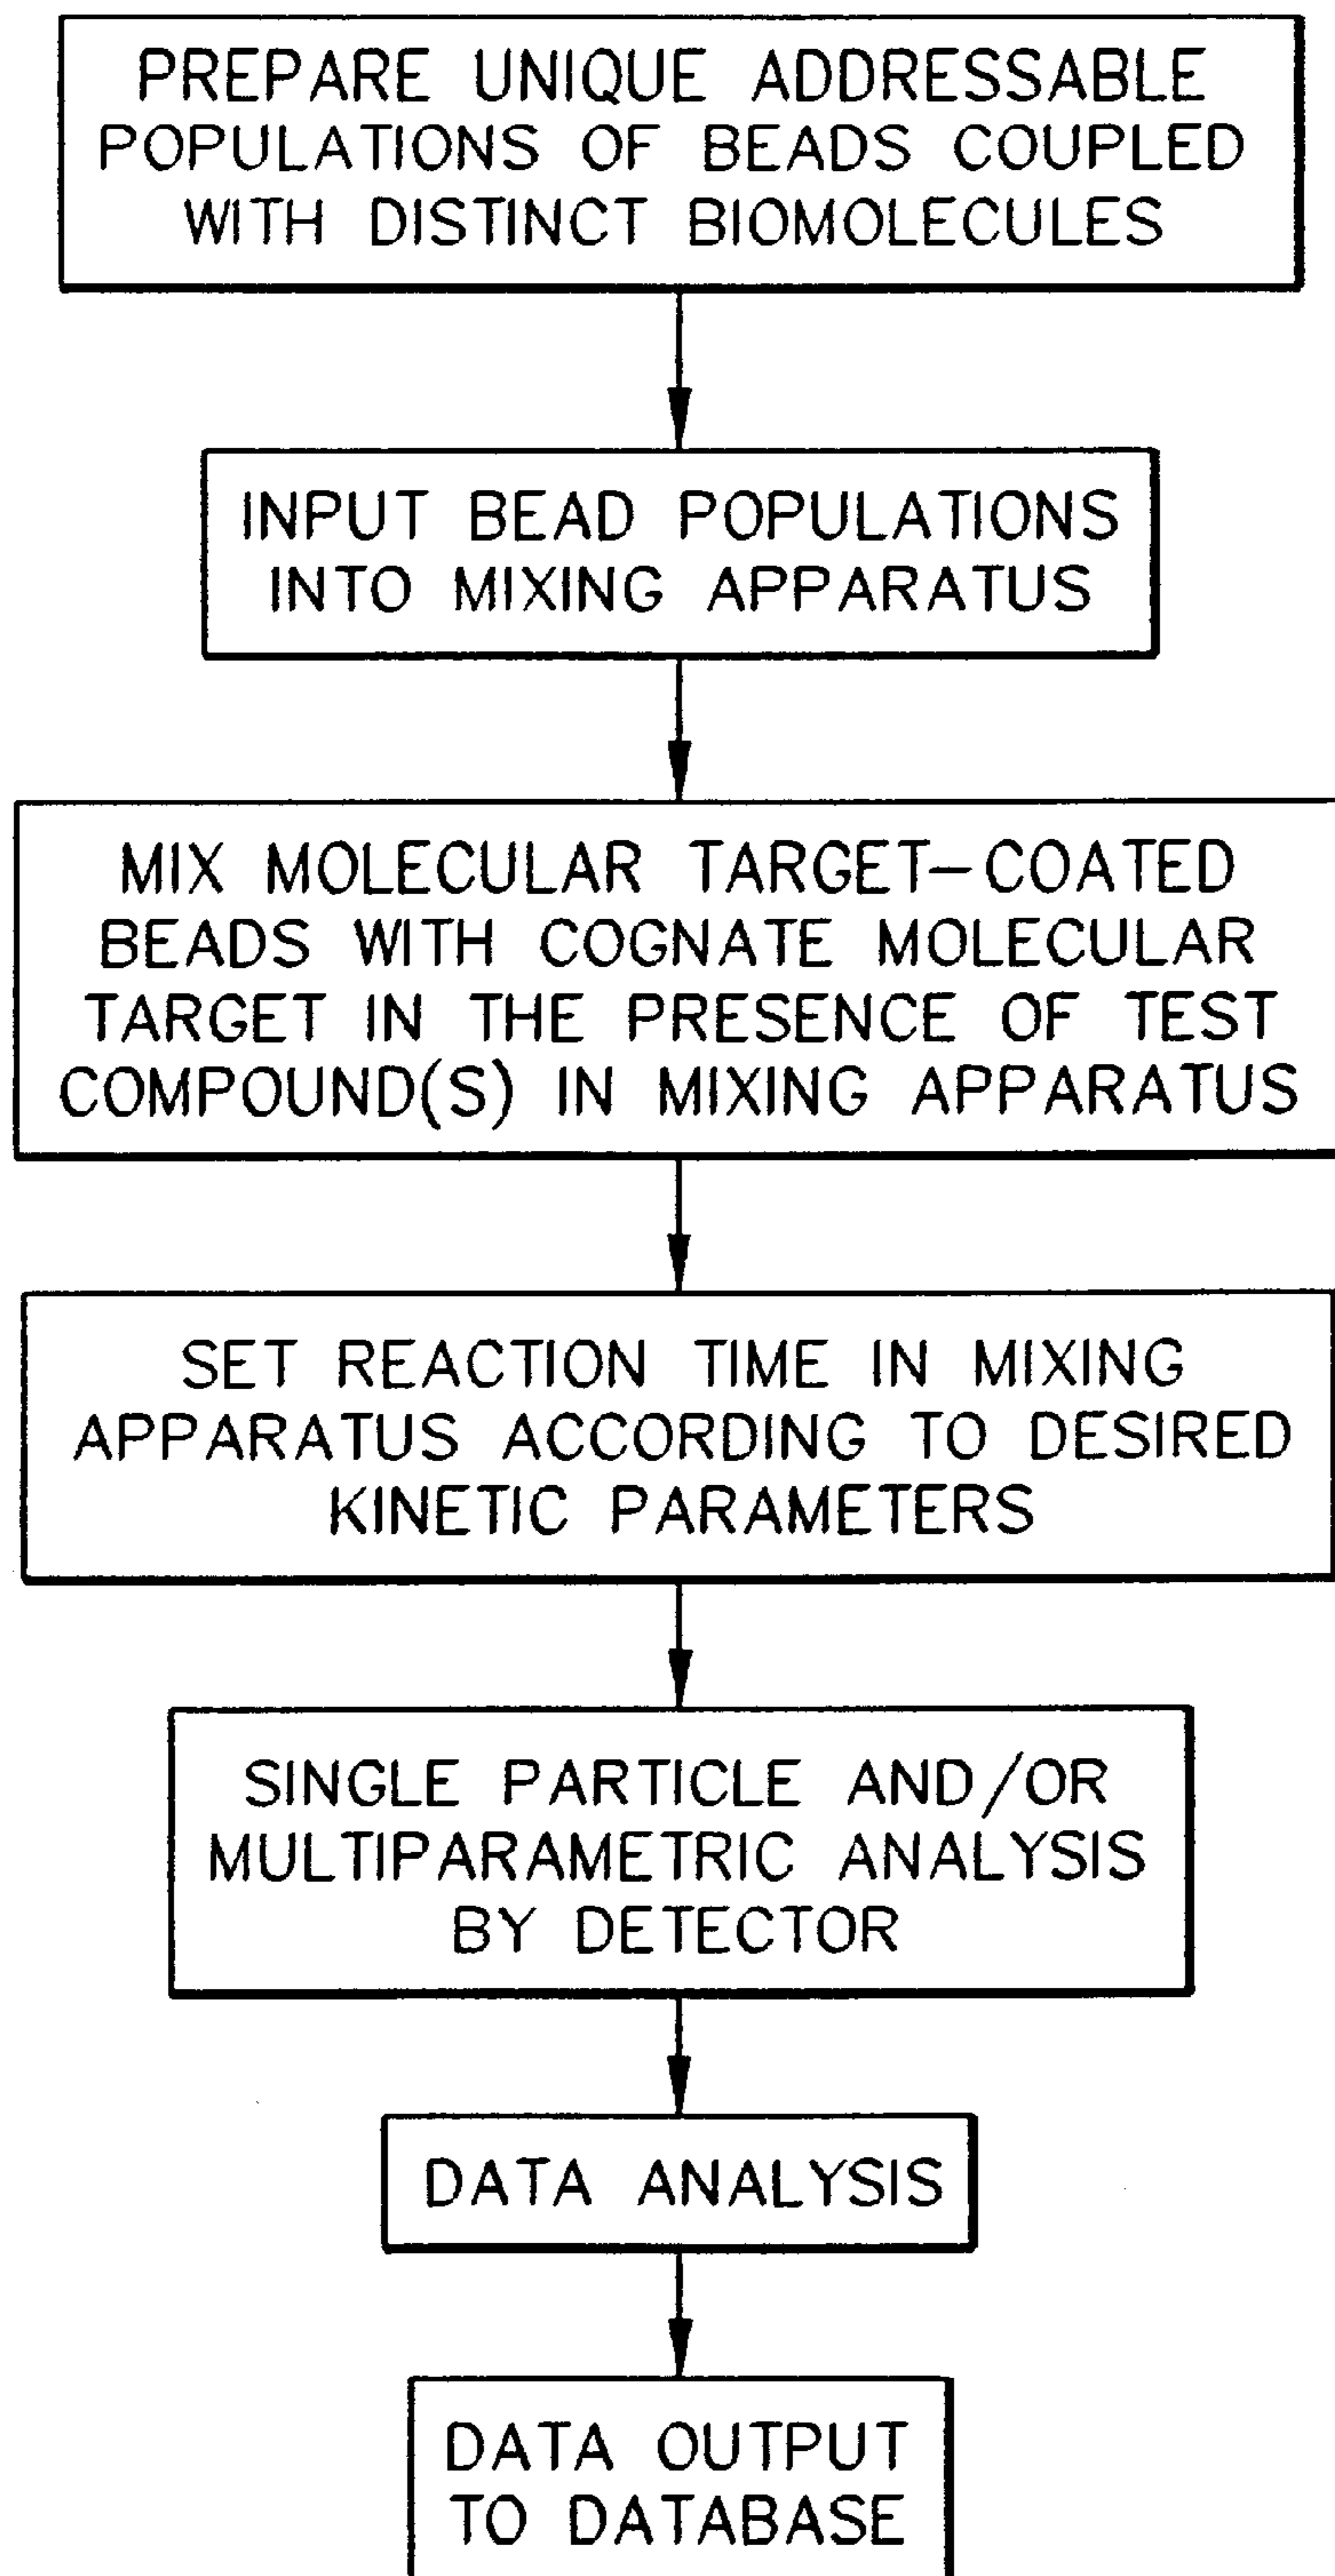 PREPARE UNIQUE ADDRESSABLE
POPULATIONS OF BEADS COUPLED
WITH DISTINCT BIOMOLECULES
INPUT BEAD POPULATIONS
INTO MIXING APPARATUS
MIX MOLECULAR TARGET-COATED
BEADS WITH COGNATE MOLECULAR
TARGET IN THE PRESENCE OF TEST
COMPOUND(S) IN MIXING APPARATUS
SET REACTION TIME IN MIXING
APPARATUS ACCORDING TO DESIRED
KINETIC PARAMETERS
SINGLE PARTICLE AND/OR
MULTIPARAMETRIC ANALYSIS
BY DETECTOR
DATA ANALYSIS
DATA OUTPUT
TO DATABASE